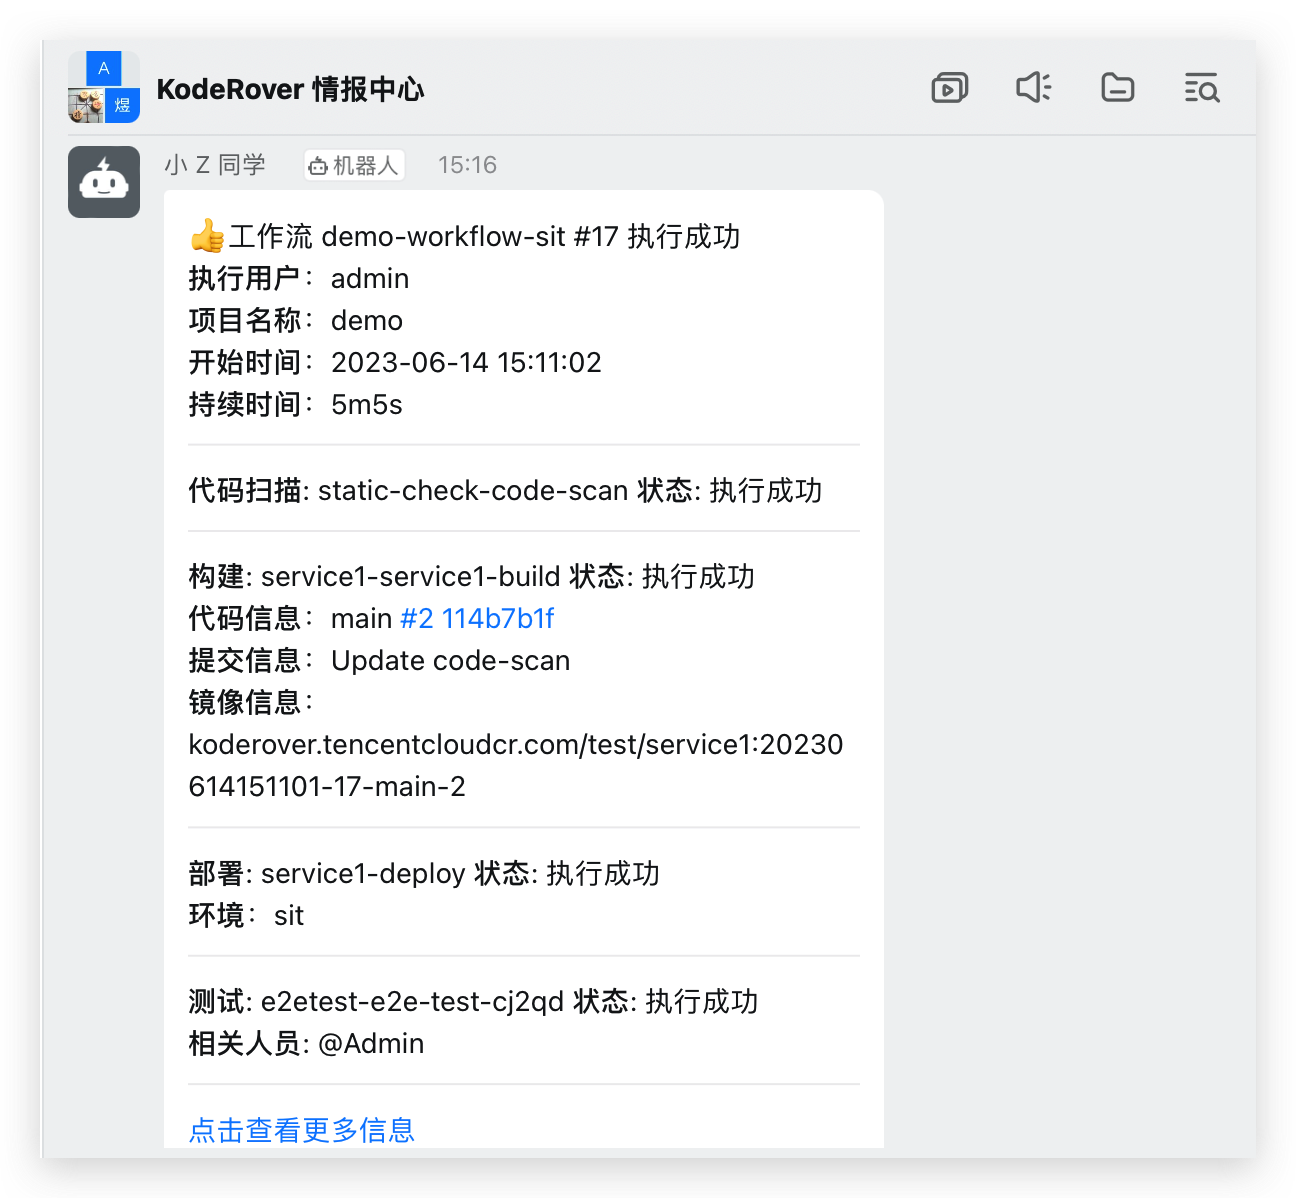 A
煜
KodeRover 情报中心
小 Z 同学 机器人 15:16
👍工作流 demo-workflow-sit #17 执行成功
执行用户：admin
项目名称：demo
开始时间：2023-06-14 15:11:02
持续时间：5m5s
代码扫描: static-check-code-scan 状态: 执行成功
构建: service1-service1-build 状态: 执行成功
代码信息：main #2 114b7b1f
提交信息：Update code-scan
镜像信息：
koderover.tencentcloudcr.com/test/service1:20230
614151101-17-main-2
部署: service1-deploy 状态: 执行成功
环境：sit
测试: e2etest-e2e-test-cj2qd 状态: 执行成功
相关人员: @Admin
点击查看更多信息